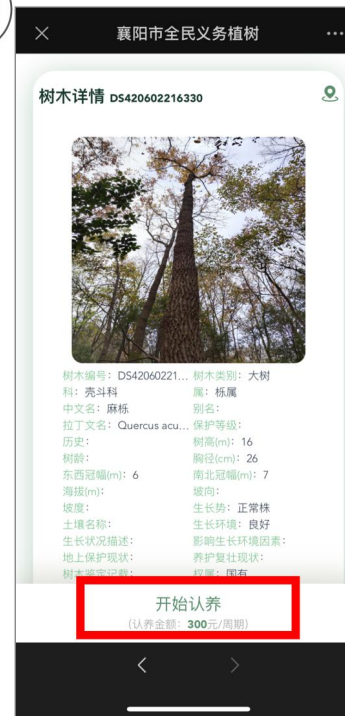 襄阳市全民义务植树
树木详情 DS420602216330
树木编号：DS42060221... 树木类别：大树
科：壳斗科 属：栎属
中文名：麻栎 别名：
拉丁文名：Quercus acu... 保护等级：
历史： 树高(m)：16
树龄： 胸径(cm)：26
东西冠幅(m)：6 南北冠幅(m)：7
海拔(m)： 坡向：
坡度： 生长势：正常株
土壤名称： 生长环境：良好
生长状况描述： 影响生长环境因素：
地上保护现状： 养护复壮现状：
树木鉴定记载： 权属：国有
开始认养
(认养金额：300元/周期)